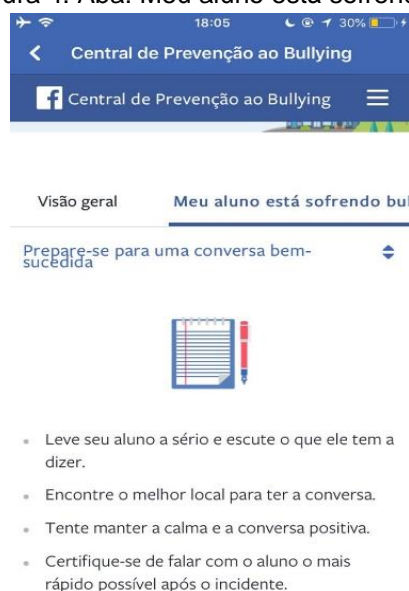 18:05 30%
Central de Prevenção ao Bullying
Central de Prevenção ao Bullying
Visão geral Meu aluno está sofrendo bul
Prepare-se para uma conversa bem-
sucedida
Leve seu aluno a sério e escute o que ele tem a
dizer.
Encontre o melhor local para ter a conversa.
Tente manter a calma e a conversa positiva.
Certifique-se de falar com o aluno o mais
rápido possível após o incidente.